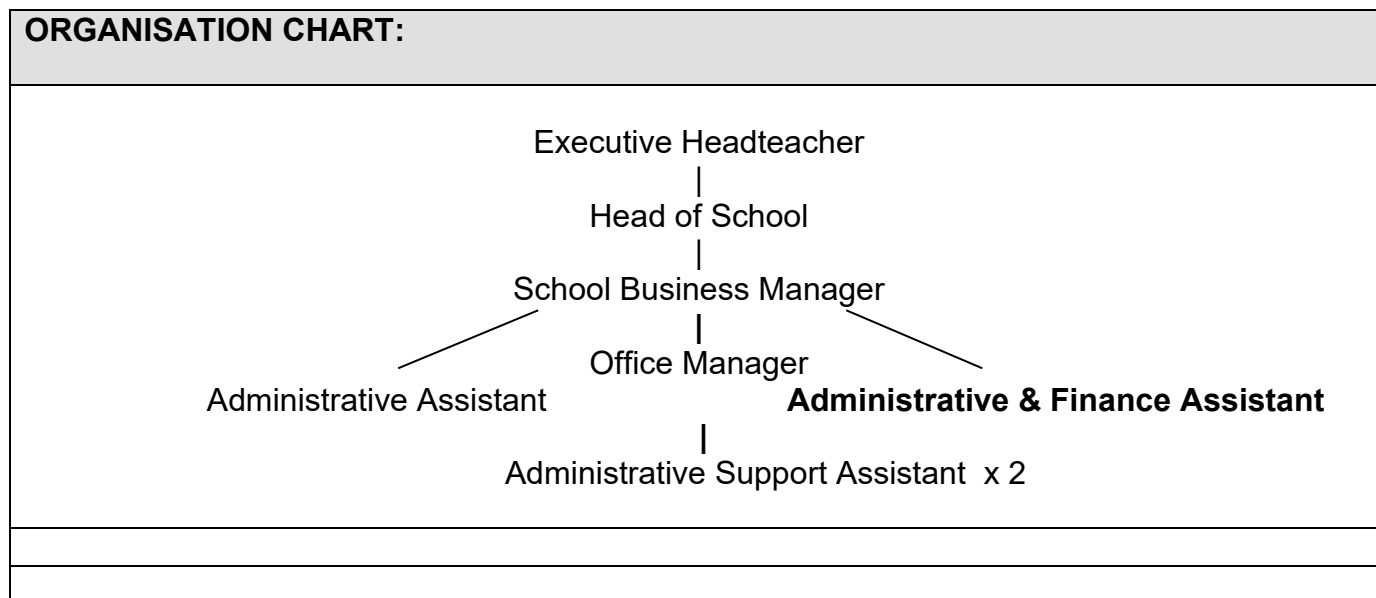 ORGANISATION CHART:
Executive Headteacher
Head of School
School Business Manager
Office Manager
Administrative Assistant
Administrative & Finance Assistant
Administrative Support Assistant x 2